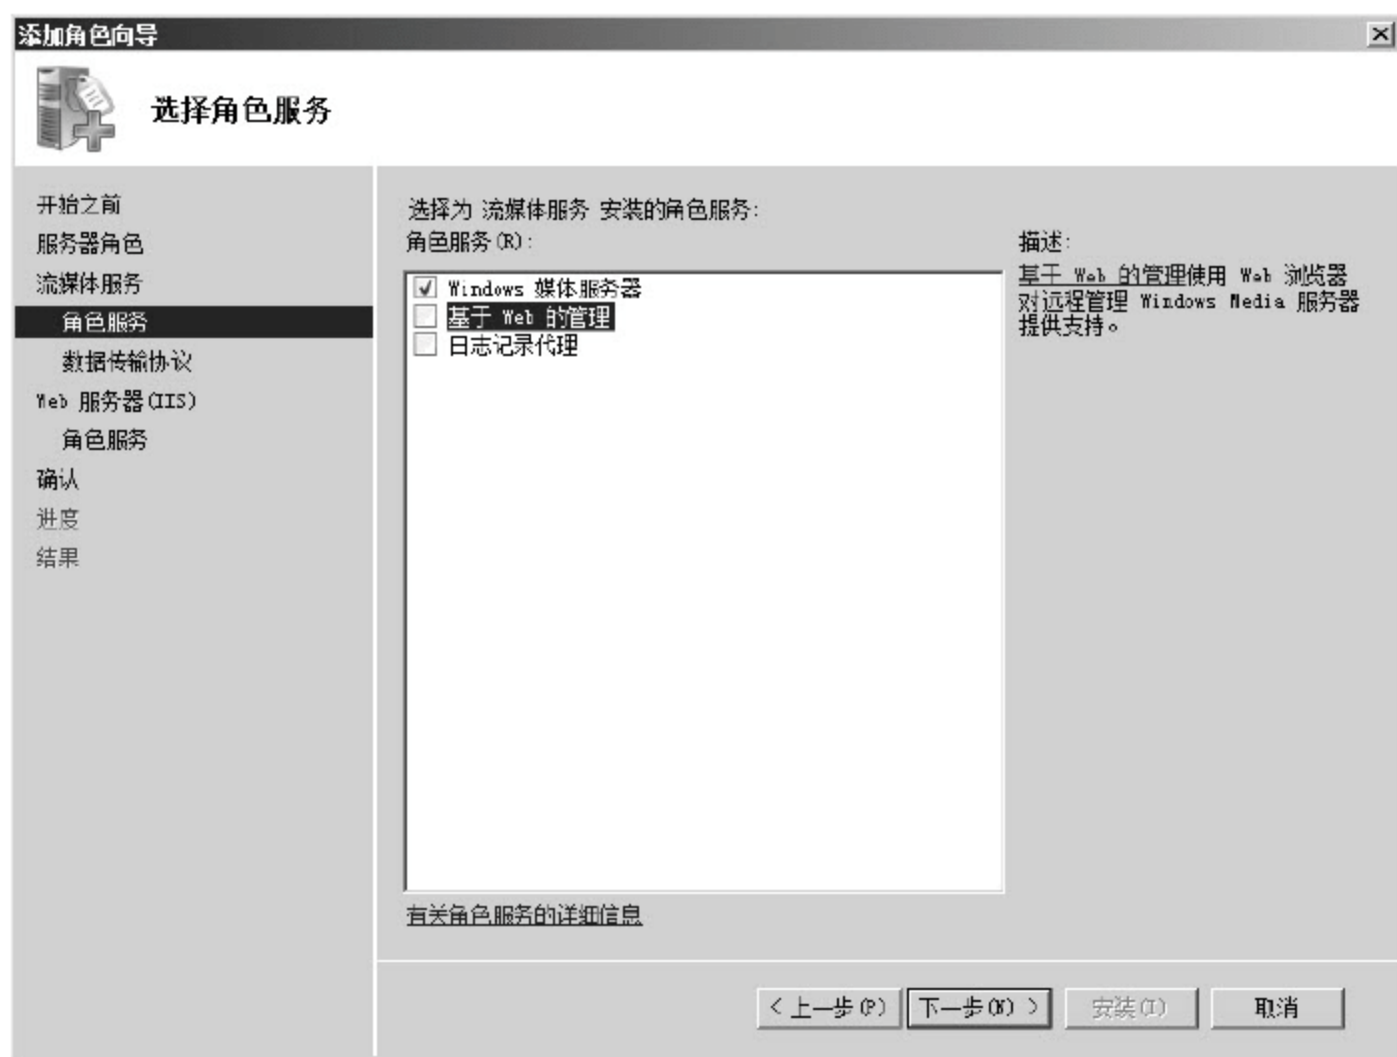 添加角色向导
选择角色服务
开始之前
服务器角色
流媒体服务
角色服务
数据传输协议
Web 服务器(IIS)
角色服务
确认
进度
结果
选择为 流媒体服务 安装的角色服务:
角色服务(R):
Windows 媒体服务器
基于 Web 的管理
日志记录代理
有关角色服务的详细信息
描述:
基于 Web 的管理使用 Web 浏览器
对远程管理 Windows Media 服务器
提供支持。
< 上一步(P)
下一步(N) >
安装(I)
取消